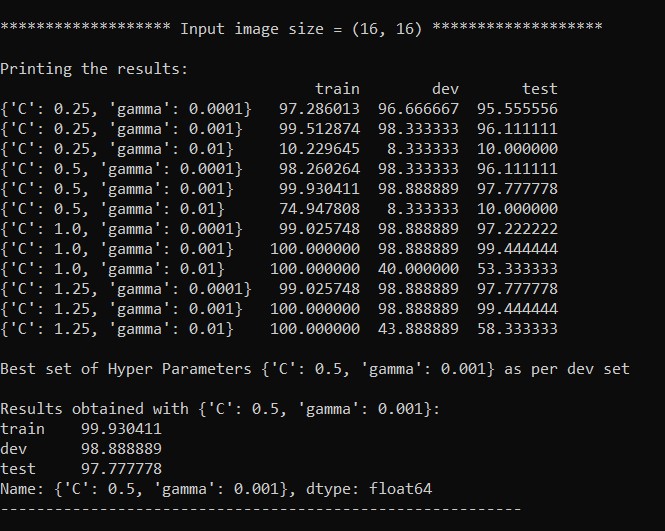 ******************* Input image size = (16, 16) *******************
Printing the results:
train dev test
{'C': 0.25, 'gamma': 0.0001} 97.286013 96.666667 95.555556
{'C': 0.25, 'gamma': 0.001} 99.512874 98.333333 96.111111
{'C': 0.25, 'gamma': 0.01} 10.229645 8.333333 10.000000
{'C': 0.5, 'gamma': 0.0001} 98.260264 98.333333 96.111111
{'C': 0.5, 'gamma': 0.001} 99.930411 98.888889 97.777778
{'C': 0.5, 'gamma': 0.01} 74.947808 8.333333 10.000000
{'C': 1.0, 'gamma': 0.0001} 99.025748 98.888889 97.222222
{'C': 1.0, 'gamma': 0.001} 100.000000 98.888889 99.444444
{'C': 1.0, 'gamma': 0.01} 100.000000 40.000000 53.333333
{'C': 1.25, 'gamma': 0.0001} 99.025748 98.888889 97.777778
{'C': 1.25, 'gamma': 0.001} 100.000000 98.888889 99.444444
{'C': 1.25, 'gamma': 0.01} 100.000000 43.888889 58.333333
Best set of Hyper Parameters {'C': 0.5, 'gamma': 0.001} as per dev set
Results obtained with {'C': 0.5, 'gamma': 0.001}:
train 99.930411
dev 98.888889
test 97.777778
Name: {'C': 0.5, 'gamma': 0.001}, dtype: float64
----------------------------------------------------------